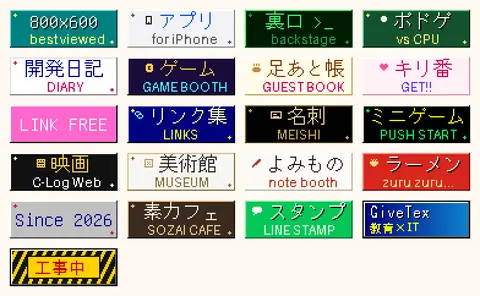 800×600
bestviewed
アプリ
for iPhone
裏口 >_
backstage
ボドゲ
vs CPU
開発日記
DIARY
ゲーム
GAME BOOTH
足あと帳
GUEST BOOK
キリ番
GET!!
LINK FREE
リンク集
LINKS
名刺
MEISHI
ミニゲーム
PUSH START
映画
C-Log Web
美術館
MUSEUM
よみもの
note booth
ラーメン
zuru zuru...
Since 2026
素カフェ
SOZAI CAFE
スタンプ
LINE STAMP
GiveTex
教育×IT
工事中